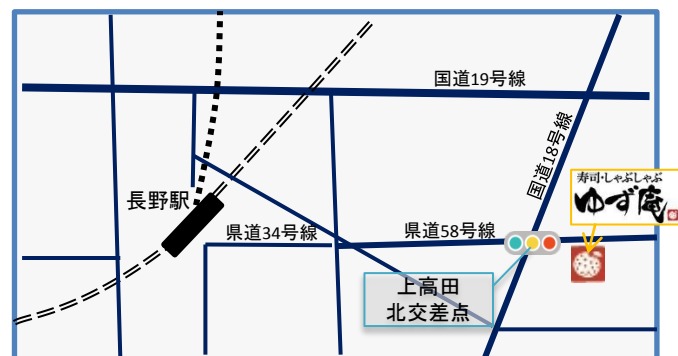 国道19号線
国道18号線
寿司・しゃぶしゃぶ
ゆず庵
長野駅
県道34号線
県道58号線
上高田
北交差点